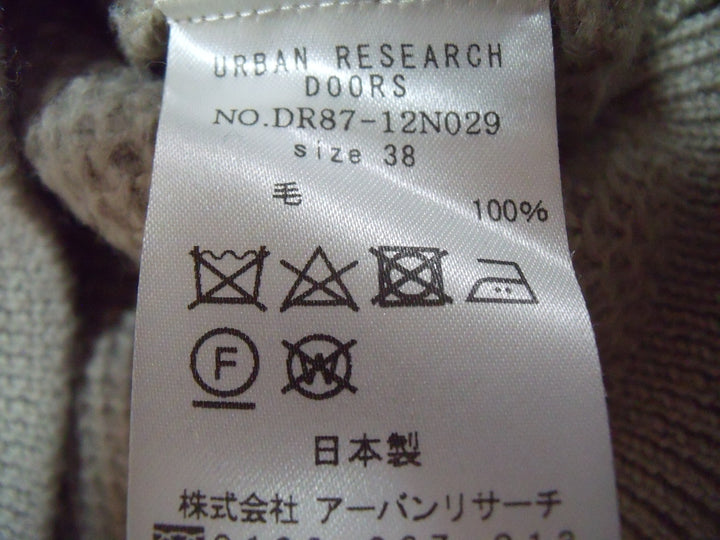 URBAN RESEARCH
DOORS
NO.DR87-12N029
size 38
毛 100%
F W
日本製
株式会社 アーバンリサーチ